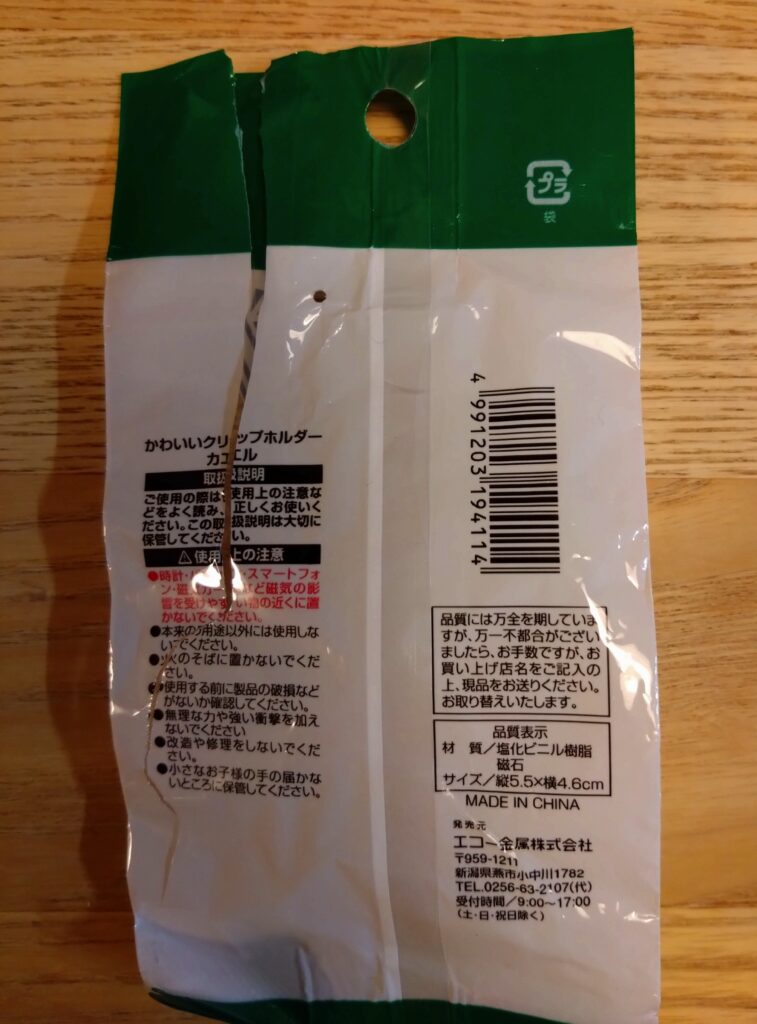 プラ
袋
かわいいクリップホルダー
カエル
取扱説明
ご使用の際は、使用上の注意な
どをよく読み、正しくお使いく
ださい。この取扱説明は大切に
保管してください。
⚠使用上の注意
●時計・ ・スマートフォ
ン・磁気カードなど磁気の影
響を受けやすい物の近くに置
かないでください。
●本来の用途以外には使用しな
いでください。
●火のそばに置かないでくだ
さい。
●使用する前に製品の破損など
がないか確認してください。
●無理な力や強い衝撃を加え
ないでください
●改造や修理をしないでくだ
さい。
●小さなお子様の手の届かな
いところに保管してください。
4 991203 194114
品質には万全を期していま
すが、万一不都合がござい
ましたら、お手数ですが、お
買い上げ店名をご記入の
上、現品をお送りください。
お取り替えいたします。
品質表示
材 質／塩化ビニル樹脂
磁石
サイズ／縦5.5×横4.6cm
MADE IN CHINA
発売元
エコー金属株式会社
〒959-1211
新潟県燕市小中川1782
TEL.0256-63-2107(代)
受付時間／9:00〜17:00
(土・日・祝日除く)